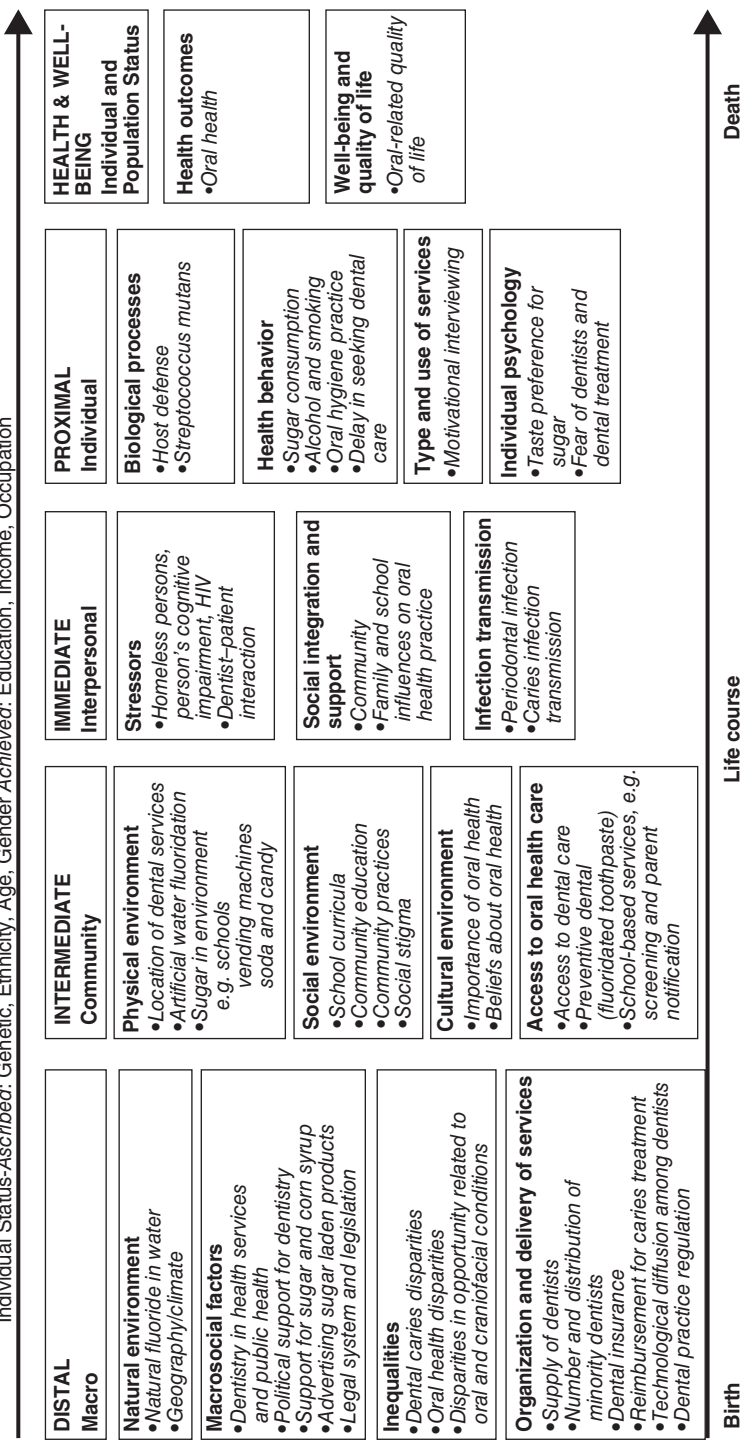 Individual Status-Ascribed: Genetic, Ethnicity, Age, Gender Achieved: Education, Income, Occupation
DISTAL
Macro
Natural environment
•Natural fluoride in water
•Geography/climate
Macrosocial factors
•Dentistry in health services
and public health
•Political support for dentistry
•Support for sugar and corn syrup
•Advertising sugar laden products
•Legal system and legislation
Inequalities
•Dental caries disparities
•Oral health disparities
•Disparities in opportunity related to
oral and craniofacial conditions
Organization and delivery of services
•Supply of dentists
•Number and distribution of
minority dentists
•Dental insurance
•Reimbursement for caries treatment
•Technological diffusion among dentists
•Dental practice regulation
INTERMEDIATE
Community
Physical environment
•Location of dental services
•Artificial water fluoridation
•Sugar in environment
e.g. schools
vending machines
soda and candy
Social environment
•School curricula
•Community education
•Community practices
•Social stigma
Cultural environment
•Importance of oral health
•Beliefs about oral health
Access to oral health care
•Access to dental care
•Preventive dental
(fluoridated toothpaste)
•School-based services, e.g.
screening and parent
notification
IMMEDIATE
Interpersonal
Stressors
•Homeless persons,
person's cognitive
impairment, HIV
•Dentist–patient
interaction
Social integration and
support
•Community
•Family and school
influences on oral
health practice
Infection transmission
•Periodontal infection
•Caries infection
transmission
PROXIMAL
Individual
Biological processes
•Host defense
•Streptococcus mutans
Health behavior
•Sugar consumption
•Alcohol and smoking
•Oral hygiene practice
•Delay in seeking dental
care
Type and use of services
•Motivational interviewing
Individual psychology
•Taste preference for
sugar
•Fear of dentists and
dental treatment
HEALTH & WELL-
BEING
Individual and
Population Status
Health outcomes
•Oral health
Well-being and
quality of life
•Oral-related quality
of life
Birth
Life course
Death